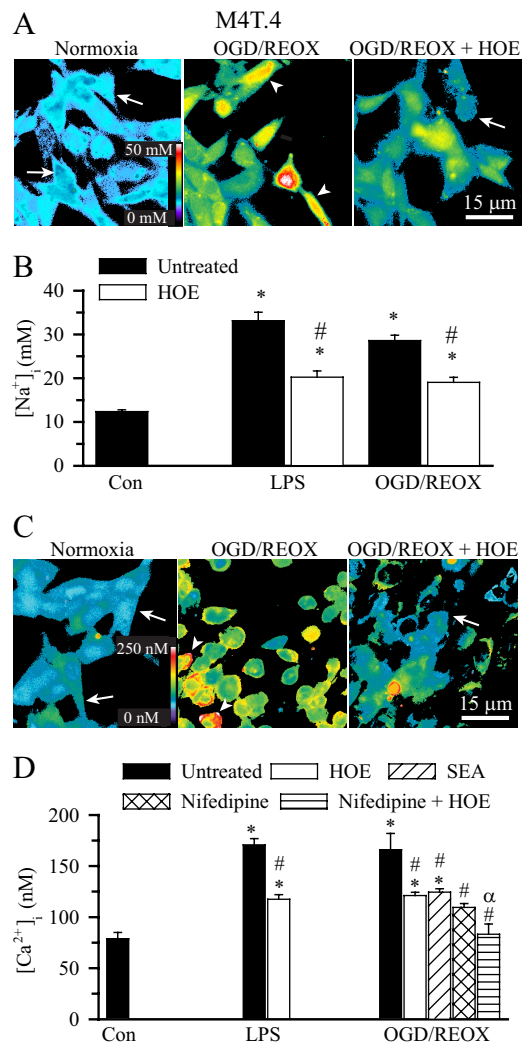 M4T.4
A
Normoxia OGD/REOX OGD/REOX + HOE
50 mM
0 mM
15 μm
B
Untreated
HOE
[Na⁺]ᵢ (mM)
40
30
20
10
0
* # * * # *
Con LPS OGD/REOX
C
Normoxia OGD/REOX OGD/REOX + HOE
250 nM
0 nM
15 μm
D
Untreated HOE SEA
Nifedipine Nifedipine + HOE
[Ca²⁺]ᵢ (nM)
200
150
100
50
0
* # * * # * # * # α #
Con LPS OGD/REOX